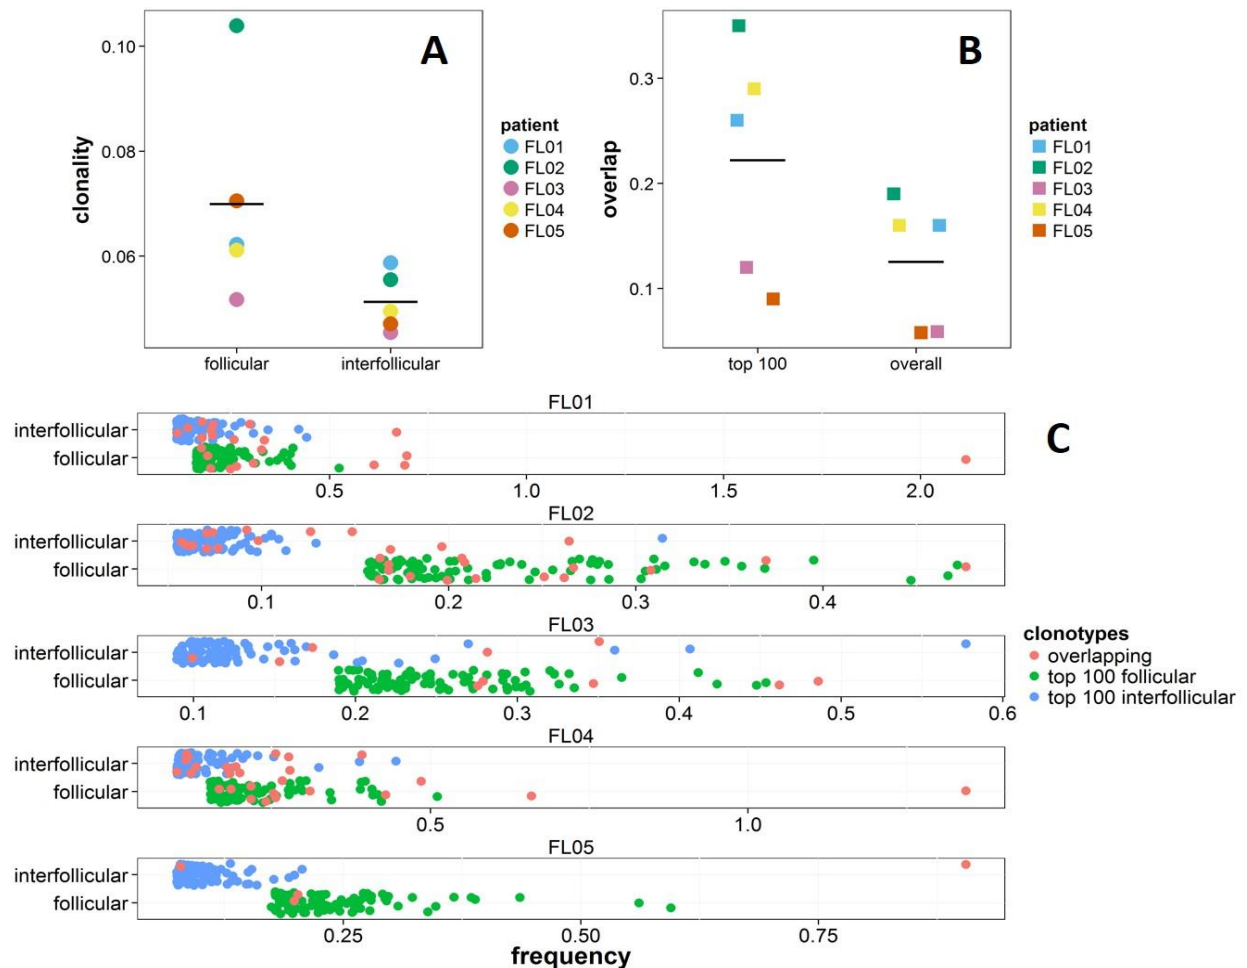 A
0.10
0.08
0.06
clonality
follicular
interfollicular
patient
FL01
FL02
FL03
FL04
FL05
B
0.3
0.2
0.1
overlap
top 100
overall
patient
FL01
FL02
FL03
FL04
FL05
C
FL01
interfollicular
follicular
0.5 1.0 1.5 2.0
FL02
interfollicular
follicular
0.1 0.2 0.3 0.4
FL03
interfollicular
follicular
0.1 0.2 0.3 0.4 0.5 0.6
FL04
interfollicular
follicular
0.5 1.0
FL05
interfollicular
follicular
0.25 0.50 0.75
frequency
clonotypes
overlapping
top 100 follicular
top 100 interfollicular